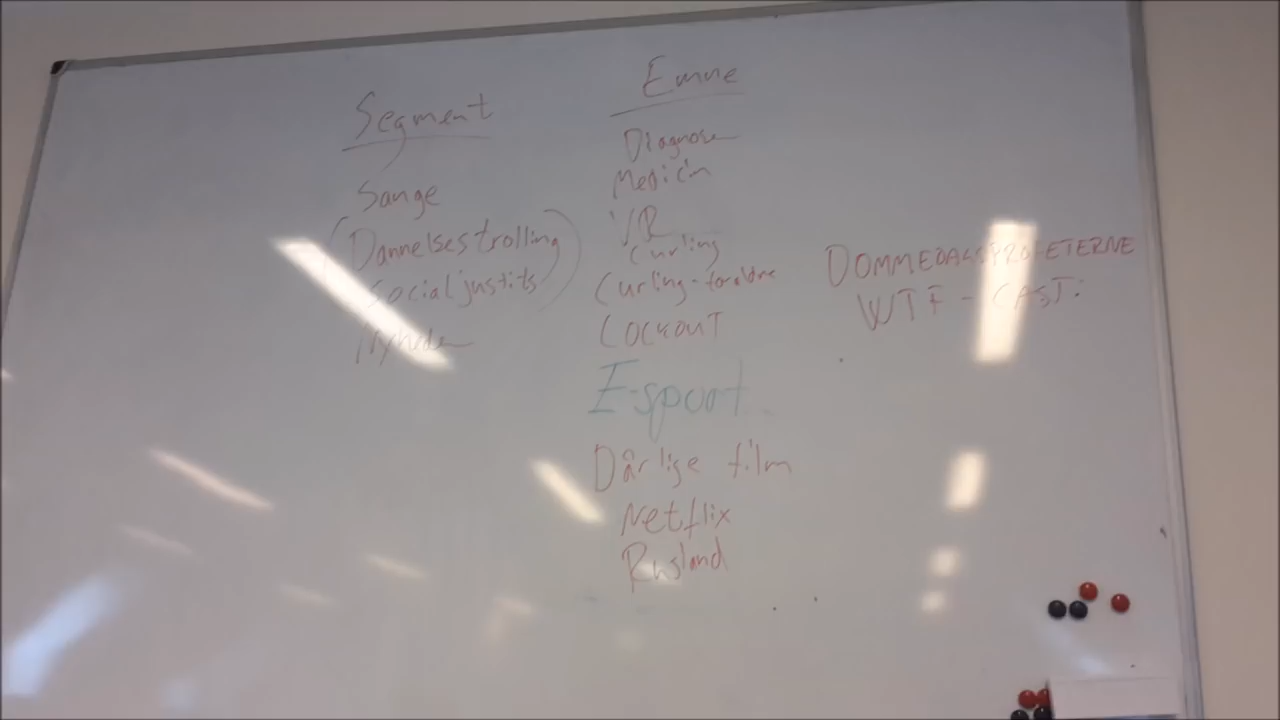 Segment
Sange
(Dannelsestrolling
Social justits)
Emne
Diagnose
Medicin
VR
Curling
Curling-forældre
LOCKOUT
E-sport
Dårlige film
Netflix
Rusland
DOMMEDAGSPROFETERNE
WTF-CAST: